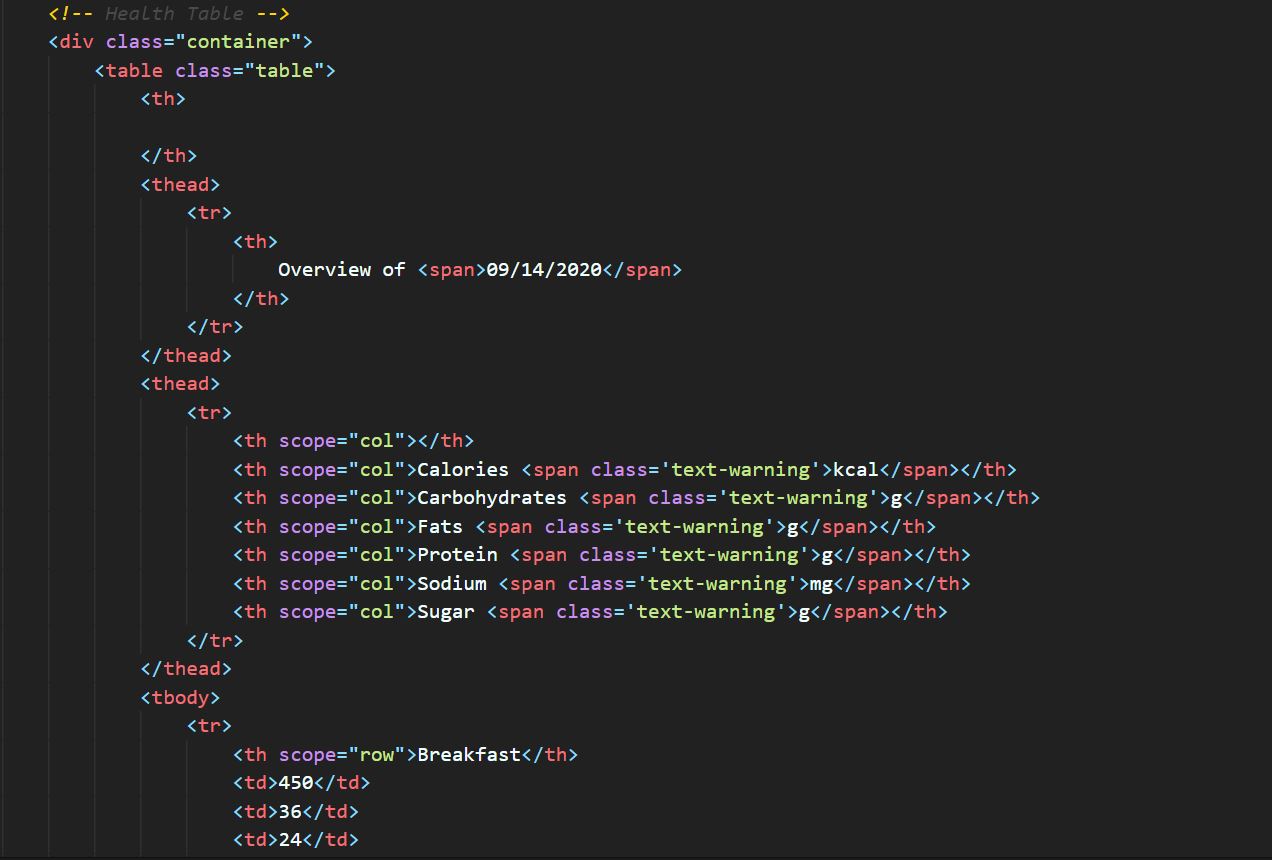 <!-- Health Table -->
<div class="container">
    <table class="table">
        <th>

        </th>
        <thead>
            <tr>
                <th>
                    Overview of <span>09/14/2020</span>
                </th>
            </tr>
        </thead>
        <thead>
            <tr>
                <th scope="col"></th>
                <th scope="col">Calories <span class='text-warning'>kcal</span></th>
                <th scope="col">Carbohydrates <span class='text-warning'>g</span></th>
                <th scope="col">Fats <span class='text-warning'>g</span></th>
                <th scope="col">Protein <span class='text-warning'>g</span></th>
                <th scope="col">Sodium <span class='text-warning'>mg</span></th>
                <th scope="col">Sugar <span class='text-warning'>g</span></th>
            </tr>
        </thead>
        <tbody>
            <tr>
                <th scope="row">Breakfast</th>
                <td>450</td>
                <td>36</td>
                <td>24</td>